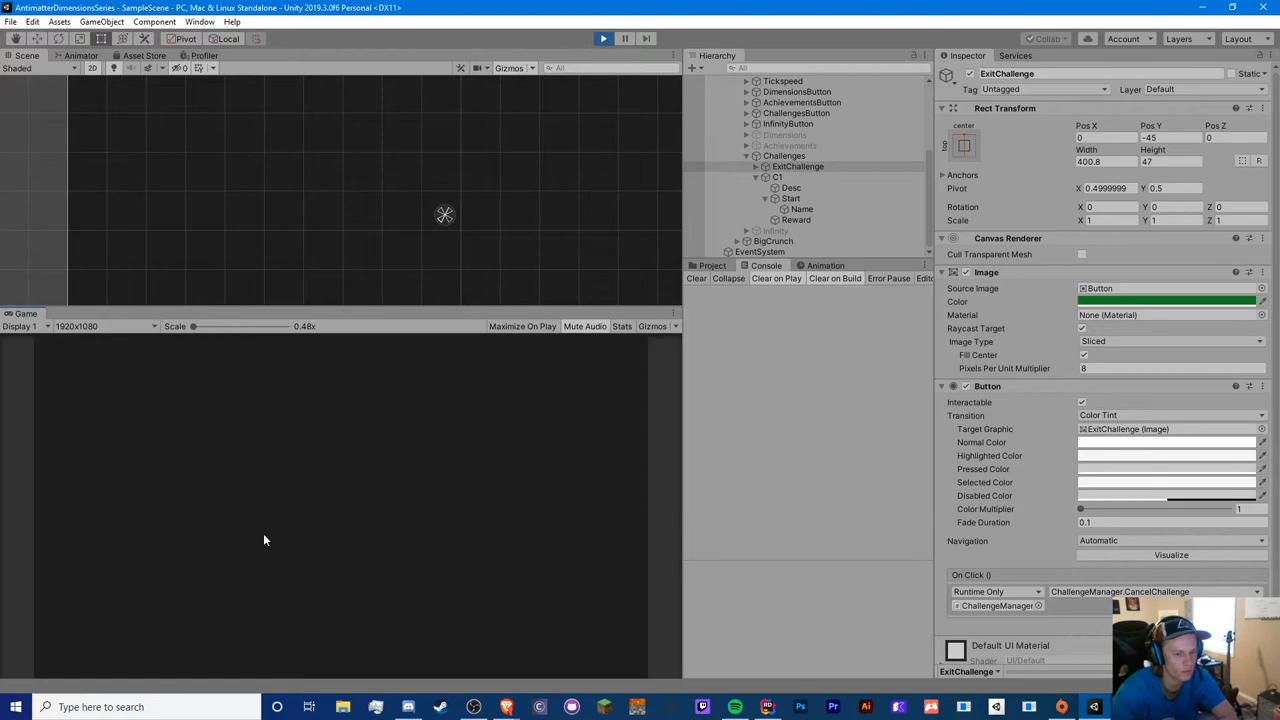 AntimatterDimensionsSeries - SampleScene - PC, Mac & Linux Standalone - Unity 2019.3.0f6 Personal <DX11>
File Edit Assets GameObject Component Window Help
Pivot Local Collab Account Layers Layout
Scene Animator Asset Store Profiler
Shaded 2D 0 Gizmos All
Game
Display 1 1920x1080 Scale 0.48x Maximize On Play Mute Audio Stats Gizmos
Hierarchy
All
Tickspeed
DimensionsButton
AchievementsButton
ChallengesButton
InfinityButton
Dimensions
Achievements
Challenges
ExitChallenge
C1
Desc
Start
Name
Reward
Infinity
BigCrunch
EventSystem
Project Console Animation
Clear Collapse Clear on Play Clear on Build Error Pause Edito
Inspector Services
ExitChallenge Static
Tag Untagged Layer Default
Rect Transform
center Pos X Pos Y Pos Z
top 0 -45 0
Width Height
400.8 47 R
Anchors
Pivot X 0.4999999 Y 0.5
Rotation X 0 Y 0 Z 0
Scale X 1 Y 1 Z 1
Canvas Renderer
Cull Transparent Mesh
Image
Source Image Button
Color
Material None (Material)
Raycast Target
Image Type Sliced
Fill Center
Pixels Per Unit Multiplier 8
Button
Interactable
Transition Color Tint
Target Graphic ExitChallenge (Image)
Normal Color
Highlighted Color
Pressed Color
Selected Color
Disabled Color
Color Multiplier 1
Fade Duration 0.1
Navigation Automatic
Visualize
On Click ()
Runtime Only ChallengeManager.CancelChallenge
ChallengeManager
Default UI Material
Shader UI/Default
ExitChallenge
Type here to search